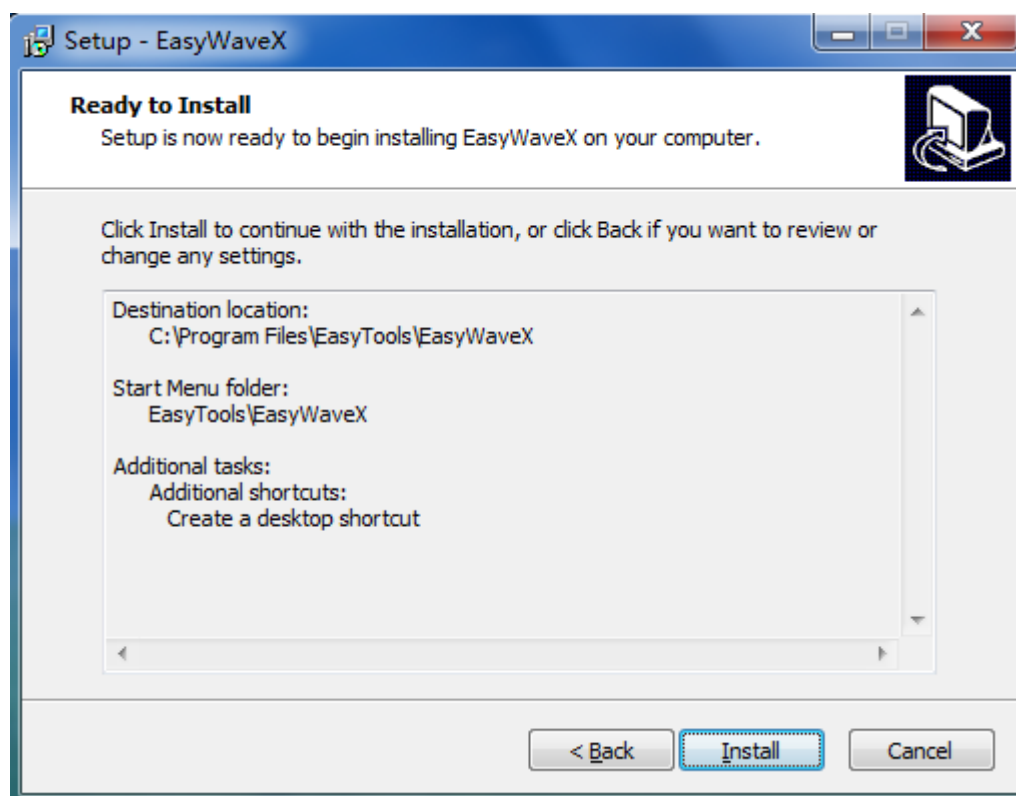 Setup - EasyWaveX
Ready to Install
Setup is now ready to begin installing EasyWaveX on your computer.
Click Install to continue with the installation, or click Back if you want to review or
change any settings.
Destination location:
C:\Program Files\EasyTools\EasyWaveX
Start Menu folder:
EasyTools\EasyWaveX
Additional tasks:
Additional shortcuts:
Create a desktop shortcut
< Back
Install
Cancel